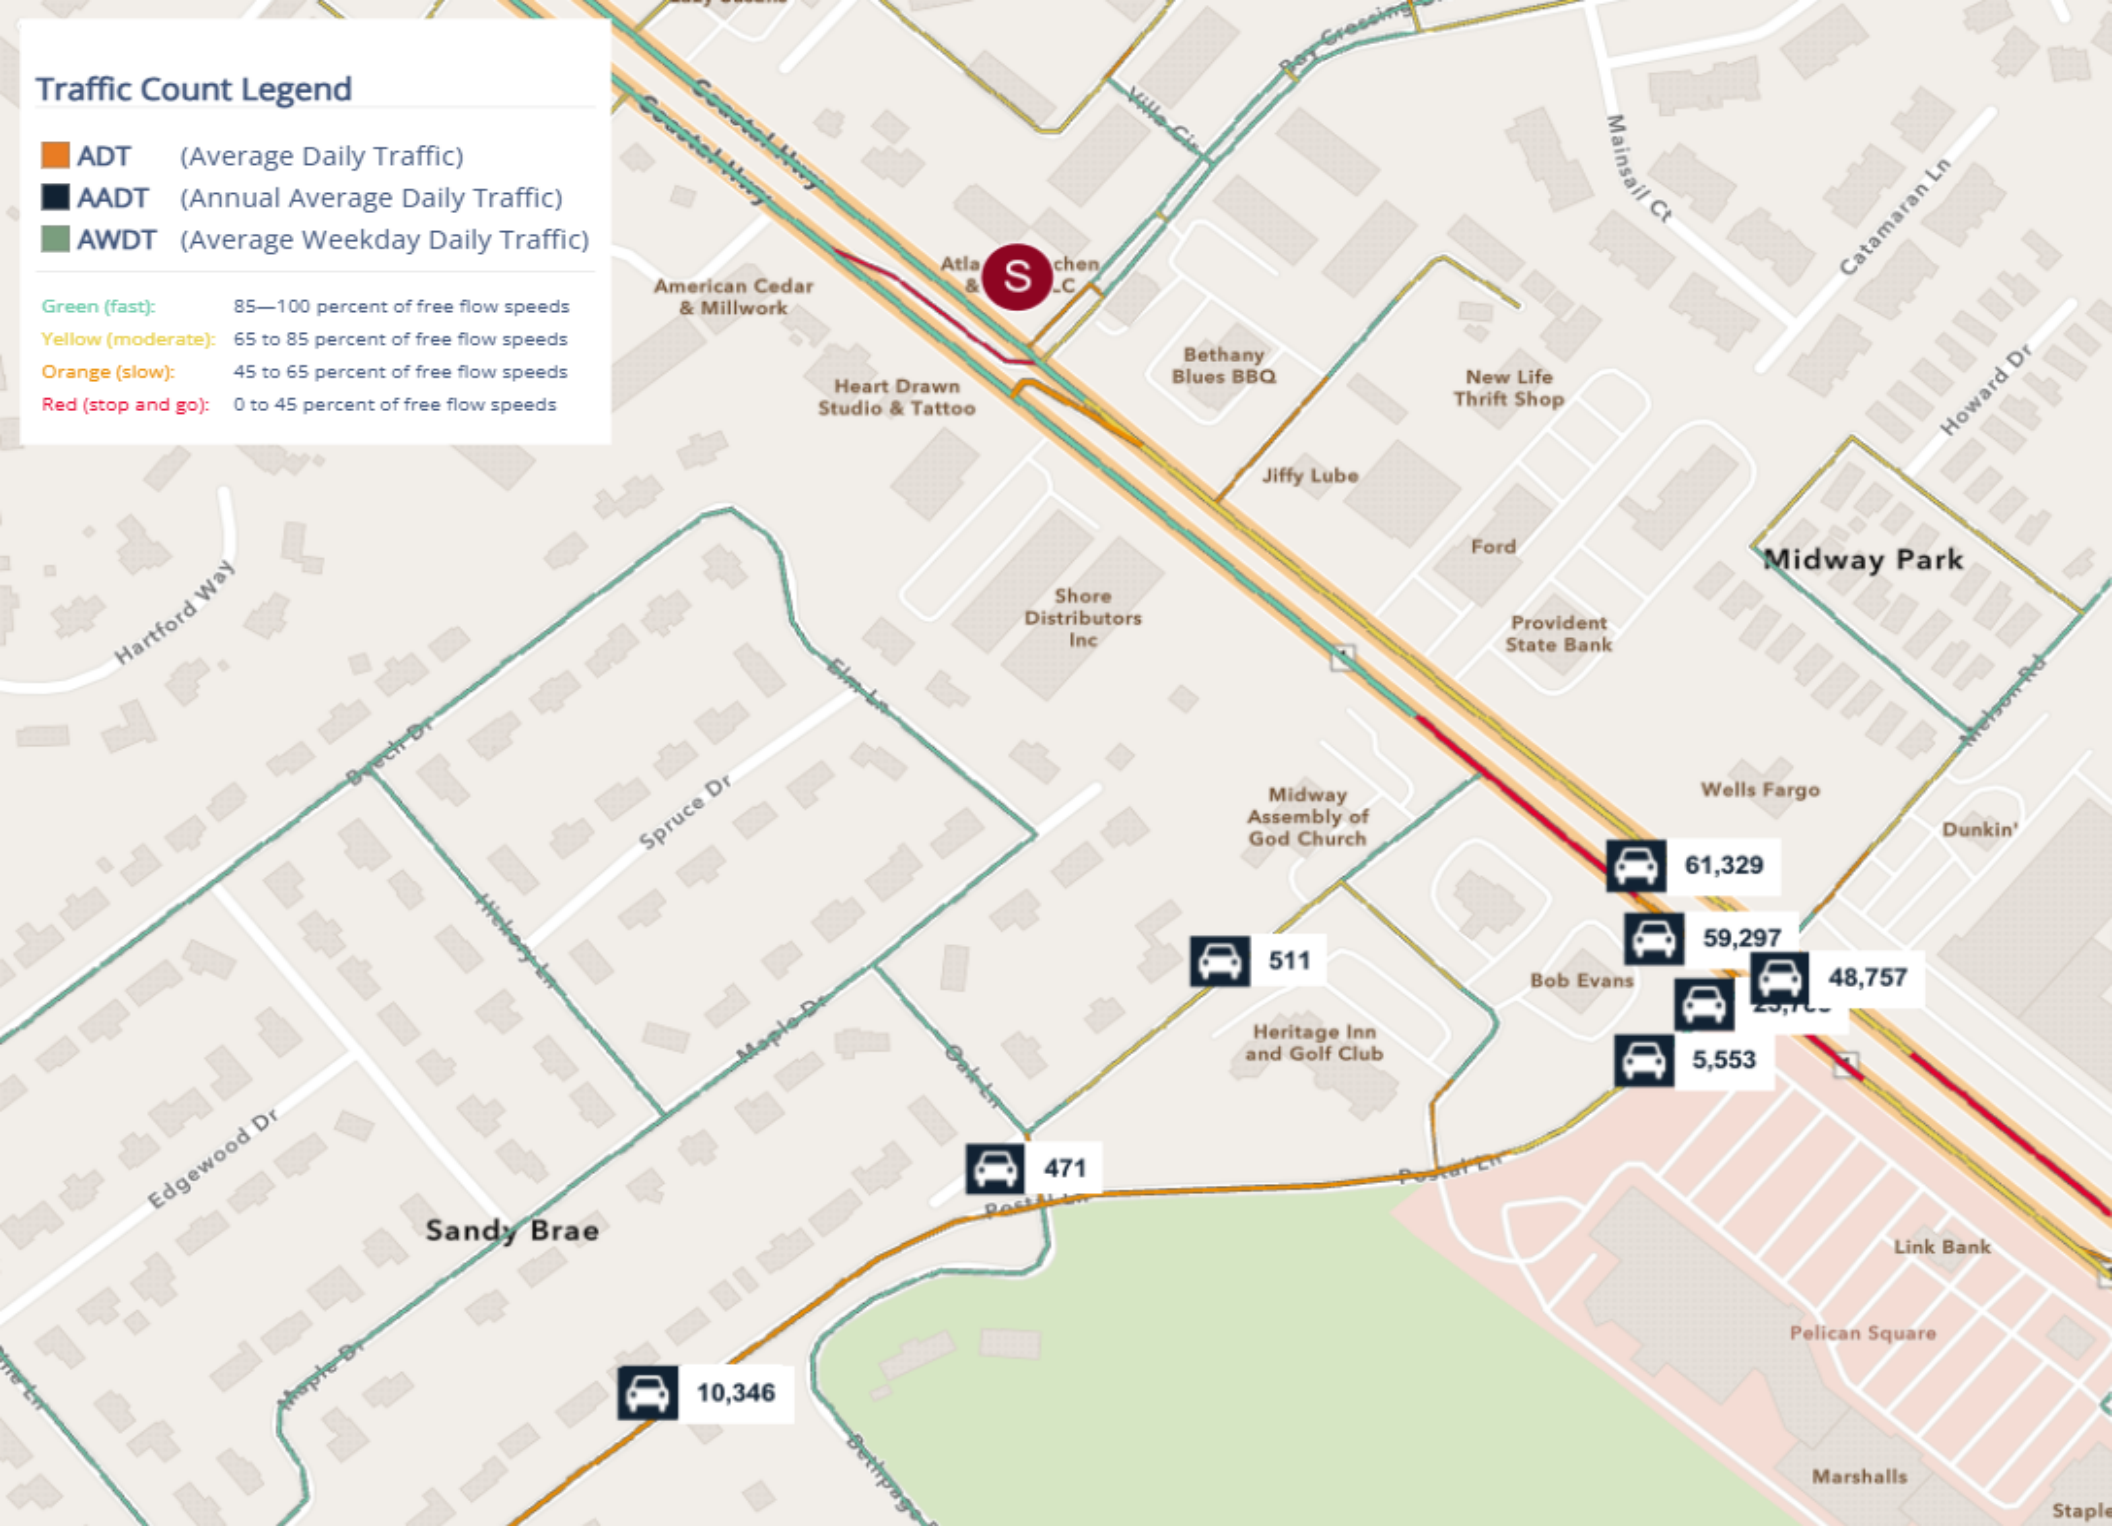 Traffic Count Legend
ADT (Average Daily Traffic)
AADT (Annual Average Daily Traffic)
AWDT (Average Weekday Daily Traffic)
Green (fast): 85—100 percent of free flow speeds
Yellow (moderate): 65 to 85 percent of free flow speeds
Orange (slow): 45 to 65 percent of free flow speeds
Red (stop and go): 0 to 45 percent of free flow speeds
Coastal Hwy
Coastal Hwy
Villa Cir
Bay Crossing
Mainsail Ct
Catamaran Ln
Howard Dr
S
American Cedar
& Millwork
Heart Drawn
Studio & Tattoo
Bethany
Blues BBQ
New Life
Thrift Shop
Jiffy Lube
Ford
Provident
State Bank
Midway Park
Hartford Way
Shore
Distributors
Inc
Elm Ln
Beech Dr
Spruce Dr
Nelson Rd
Wells Fargo
Dunkin'
Midway
Assembly of
God Church
61,329
59,297
48,757
5,553
511
Bob Evans
Hickory Ln
Maple Dr
Oak Ln
Heritage Inn
and Golf Club
Edgewood Dr
471
Postal Ln
Postal Ln
Sandy Brae
Link Bank
Pelican Square
Maple Dr
10,346
Bethpage
Marshalls
Staple